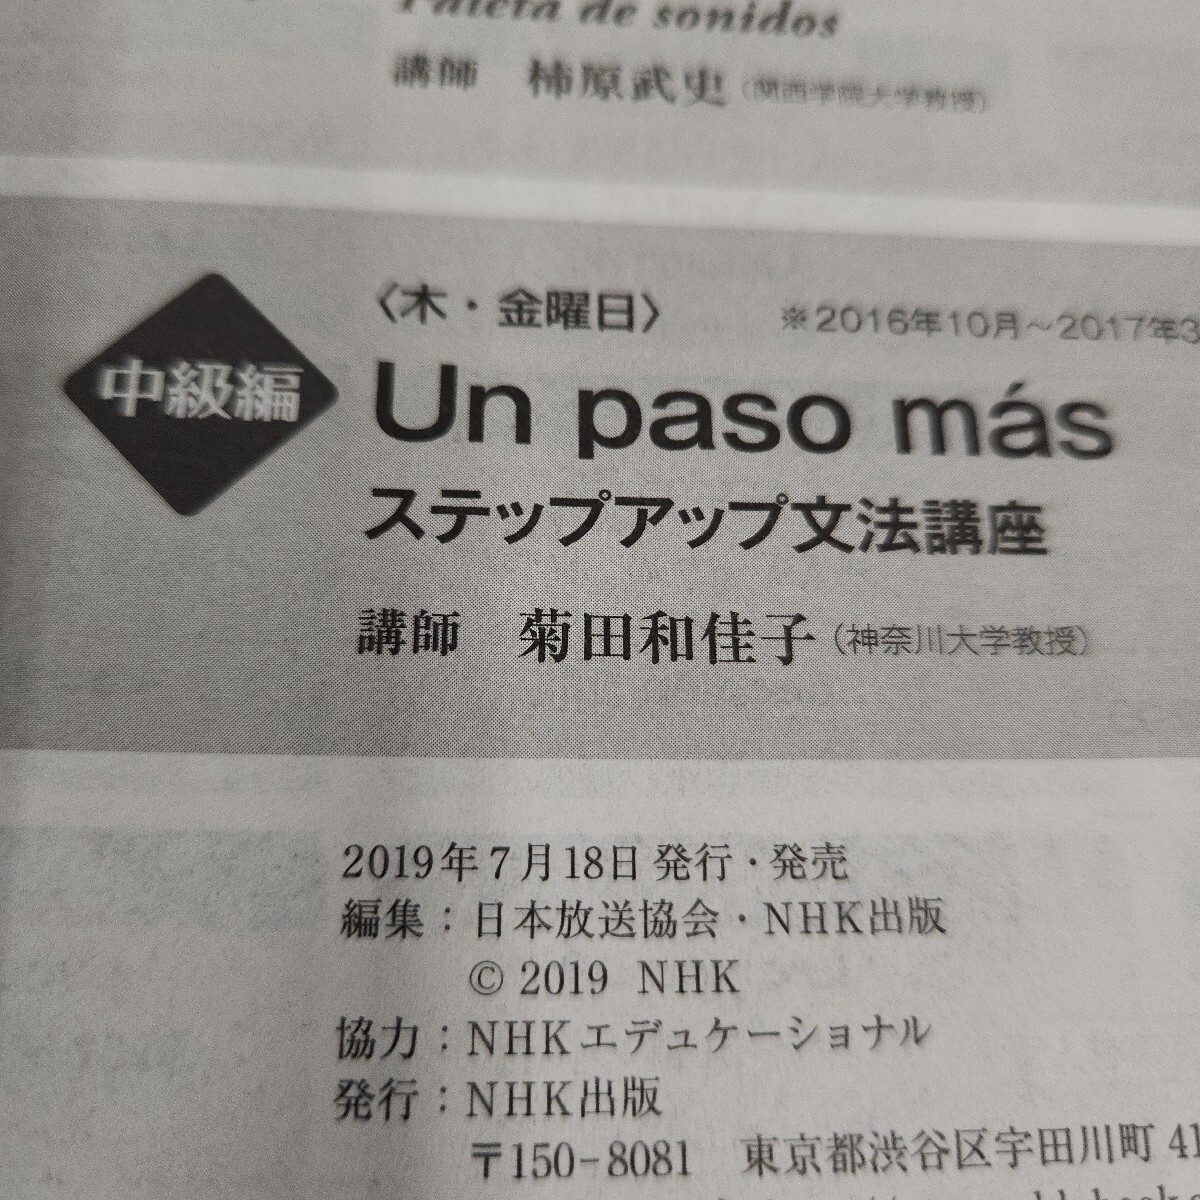 Paleta de sonidos
講師 柿原武史（関西学院大学教授）
〈木・金曜日〉 ※2016年10月～2017年3
中級編
Un paso más
ステップアップ文法講座
講師 菊田和佳子（神奈川大学教授）
2019年7月18日 発行・発売
編集：日本放送協会・NHK出版
© 2019 NHK
協力：NHKエデュケーショナル
発行：NHK出版
〒150-8081 東京都渋谷区宇田川町41